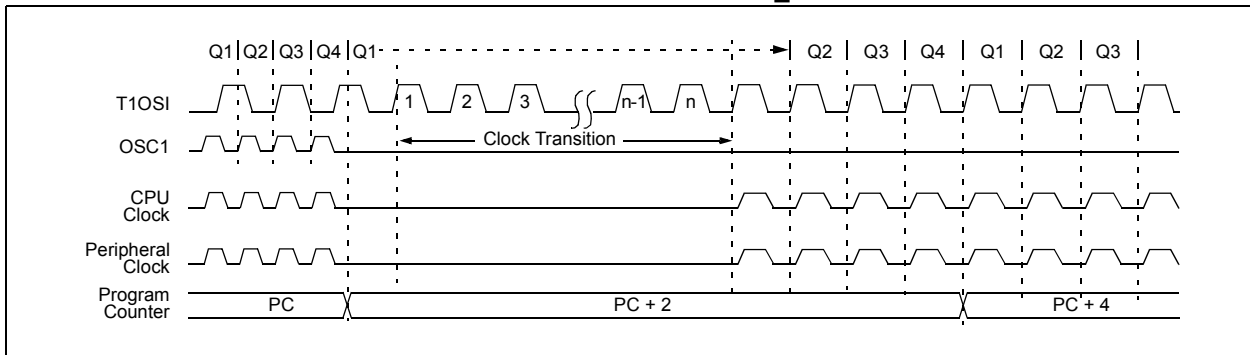 Q1 Q2 Q3 Q4 Q1 Q2 Q3 Q4 Q1 Q2 Q3
T1OSI 1 2 3 n-1 n
Clock Transition
OSC1
CPU
Clock
Peripheral
Clock
Program
Counter
PC PC + 2 PC + 4